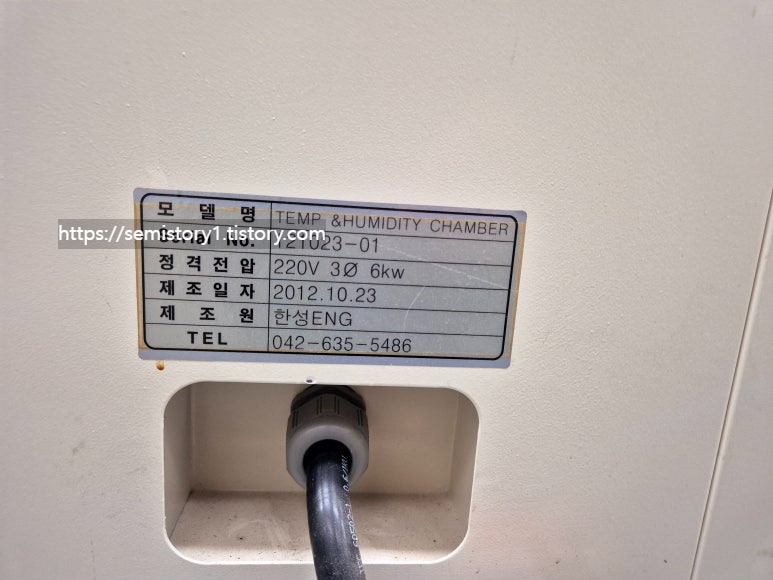 모델명 TEMP &HUMIDITY CHAMBER
https://semistory1.tistory.com
Serial No. 121023-01
정격전압 220V 3Ø 6kw
제조일자 2012.10.23
제조원 한성ENG
TEL 042-635-5486